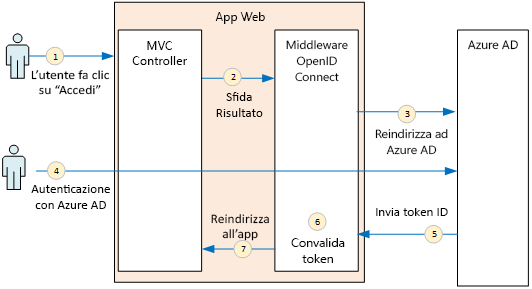 App Web
MVC
Controller
Middleware
OpenID
Connect
Azure AD
1
L'utente fa clic
su "Accedi"
2
Sfida
Risultato
3
Reindirizza ad
Azure AD
4
Autenticazione
con Azure AD
Invia token ID
5
6
Convalida
token
Reindirizza
all'app
7